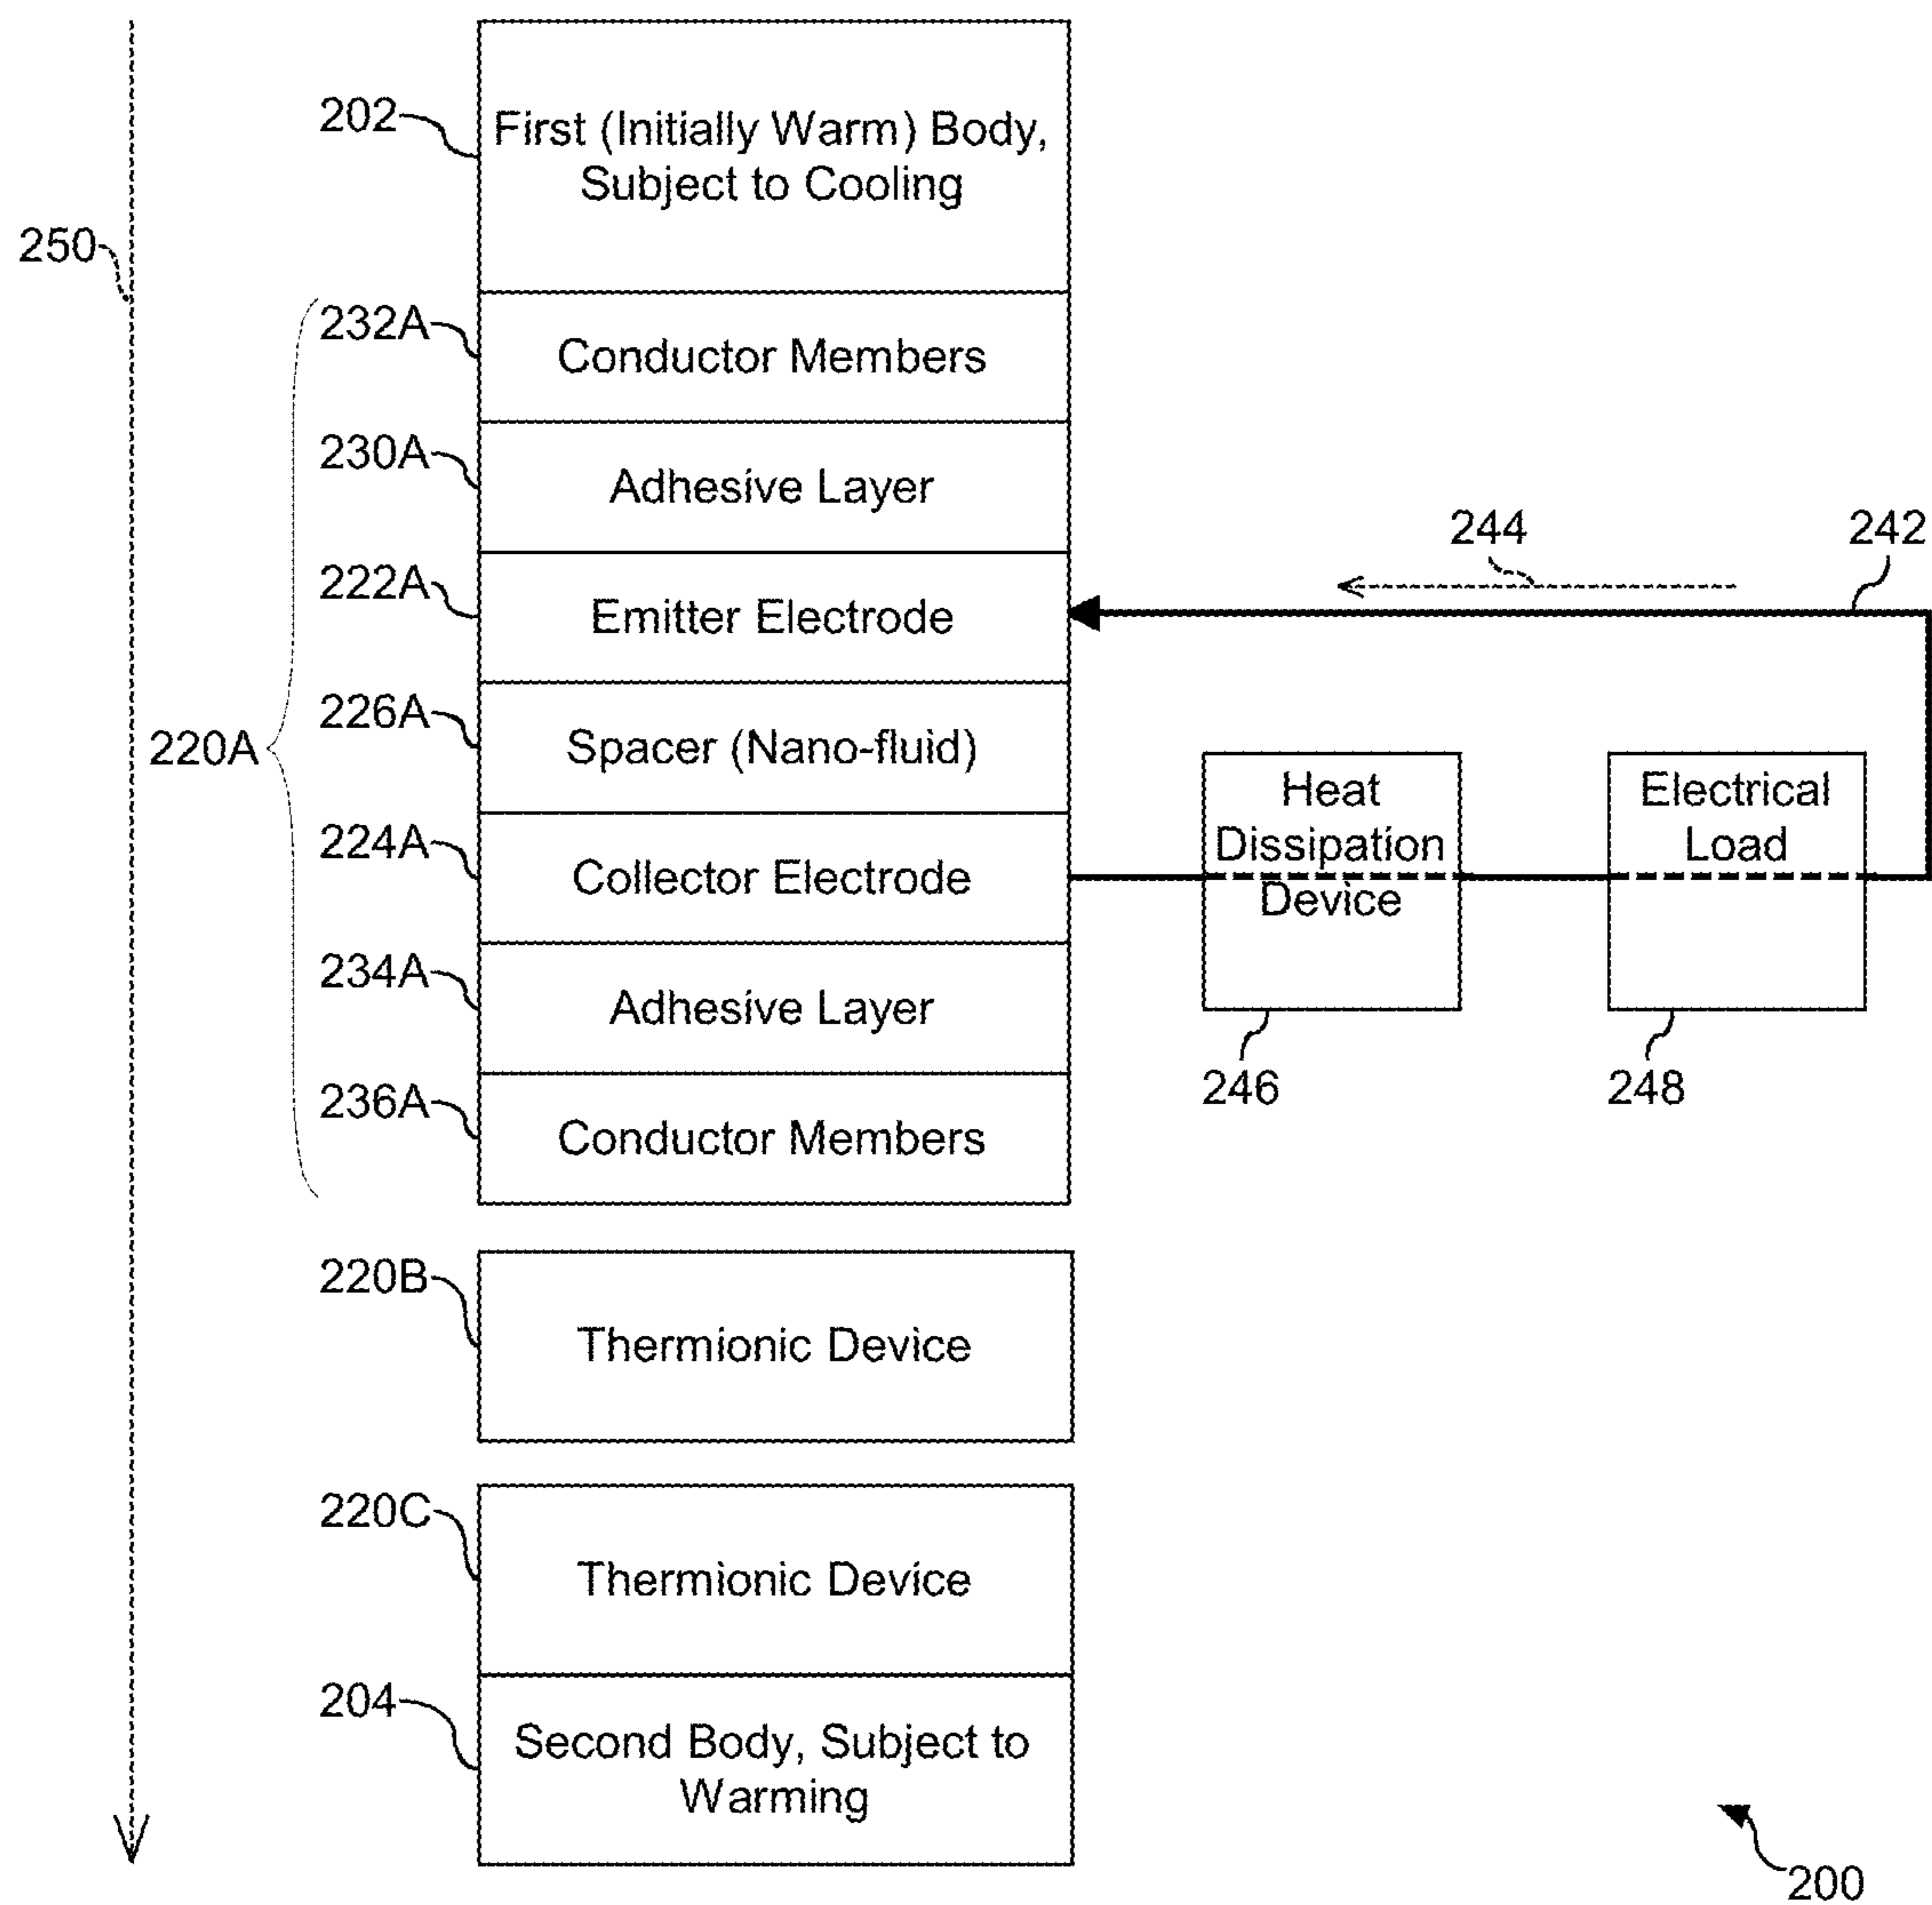 202
First (Initially Warm) Body,
Subject to Cooling
250
232A
Conductor Members
230A
Adhesive Layer
244
242
222A
Emitter Electrode
226A
Spacer (Nano-fluid)
220A
Heat
Dissipation
Device
Electrical
Load
224A
Collector Electrode
234A
Adhesive Layer
246
248
236A
Conductor Members
220B
Thermionic Device
220C
Thermionic Device
204
Second Body, Subject to
Warming
200